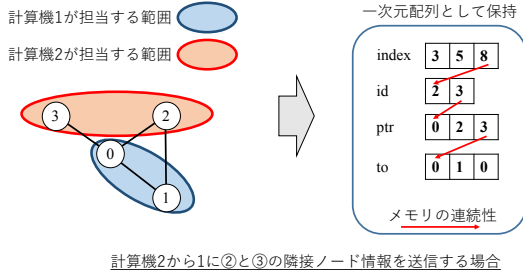 計算機1が担当する範囲
計算機2が担当する範囲
3
2
0
1
一次元配列として保持
index 3 5 8
id 2 3
ptr 0 2 3
to 0 1 0
メモリの連続性
計算機2から1に②と③の隣接ノード情報を送信する場合